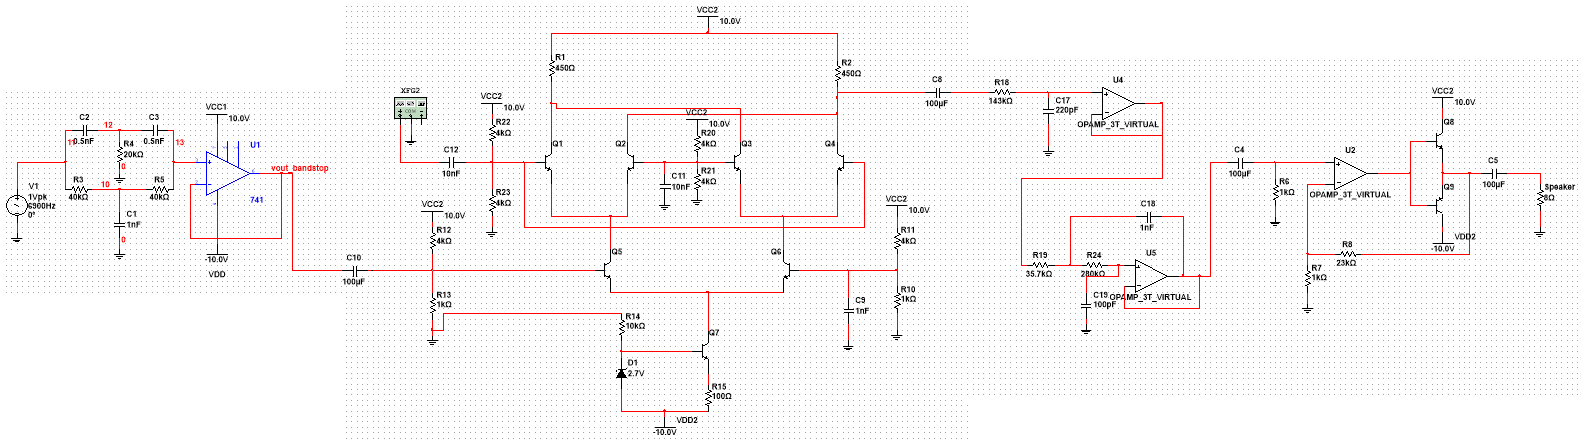 V1
1Vpk
6900Hz
0°
11
C2
0.5nF
12
C3
0.5nF
13
R4
20kΩ
0
R3
40kΩ
10
R5
40kΩ
C1
1nF
0
VCC1
10.0V
U1
741
vout_bandstop
-10.0V
VDD
VCC2
10.0V
R1
450Ω
R2
450Ω
XFG2
COM
VCC2
10.0V
R22
4kΩ
C12
10nF
R23
4kΩ
Q1
Q2
VCC2
10.0V
R20
4kΩ
C11
10nF
R21
4kΩ
Q3
Q4
VCC2
10.0V
R12
4kΩ
C10
100µF
R13
1kΩ
Q5
Q6
VCC2
10.0V
R11
4kΩ
C9
1nF
R10
1kΩ
R14
10kΩ
Q7
D1
2.7V
R15
100Ω
VDD2
-10.0V
C8
100µF
R18
143kΩ
C17
220pF
U4
OPAMP_3T_VIRTUAL
C18
1nF
R19
35.7kΩ
R24
280kΩ
U5
C19
100pF
OPAMP_3T_VIRTUAL
C4
100µF
R6
1kΩ
U2
OPAMP_3T_VIRTUAL
VCC2
10.0V
Q8
Q9
VDD2
-10.0V
R8
23kΩ
R7
1kΩ
C5
100µF
Speaker
8Ω